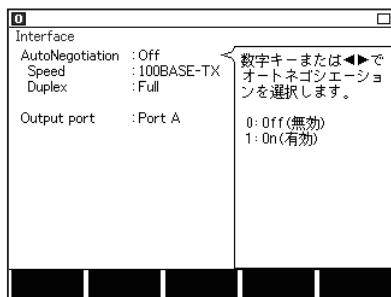 0
Interface
AutoNegotiation :Off
Speed :100BASE-TX
Duplex :Full
Output port :Port A
数字キーまたは◀▶で
オートネゴシエーショ
ンを選択します。
0:Off(無効)
1:On(有効)